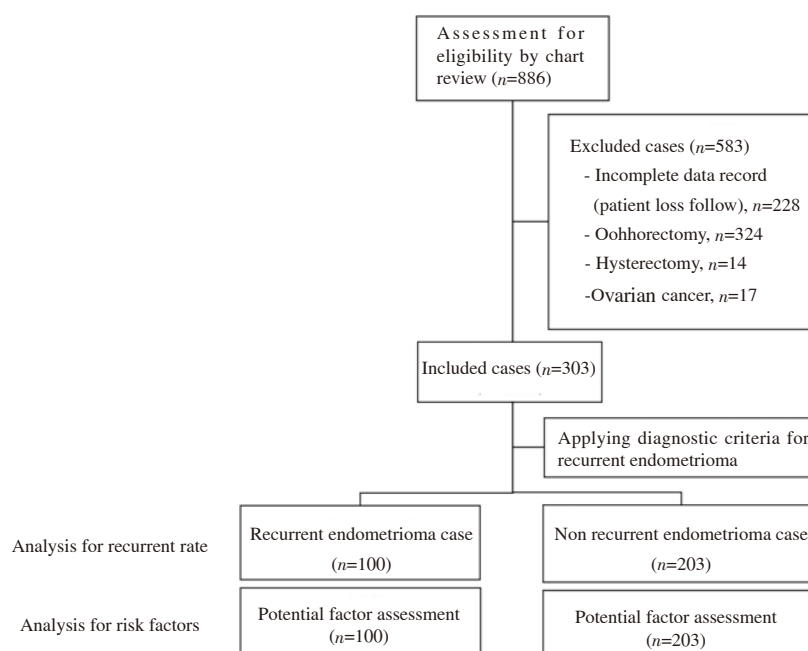 Assessment for
eligibility by chart
review (n=886)
Excluded cases (n=583)
- Incomplete data record
(patient loss follow), n=228
- Oohhorectomy, n=324
- Hysterectomy, n=14
-Ovarian cancer, n=17
Included cases (n=303)
Applying diagnostic criteria for
recurrent endometrioma
Analysis for recurrent rate
Recurrent endometrioma case
(n=100)
Non recurrent endometrioma case
(n=203)
Analysis for risk factors
Potential factor assessment
(n=100)
Potential factor assessment
(n=203)